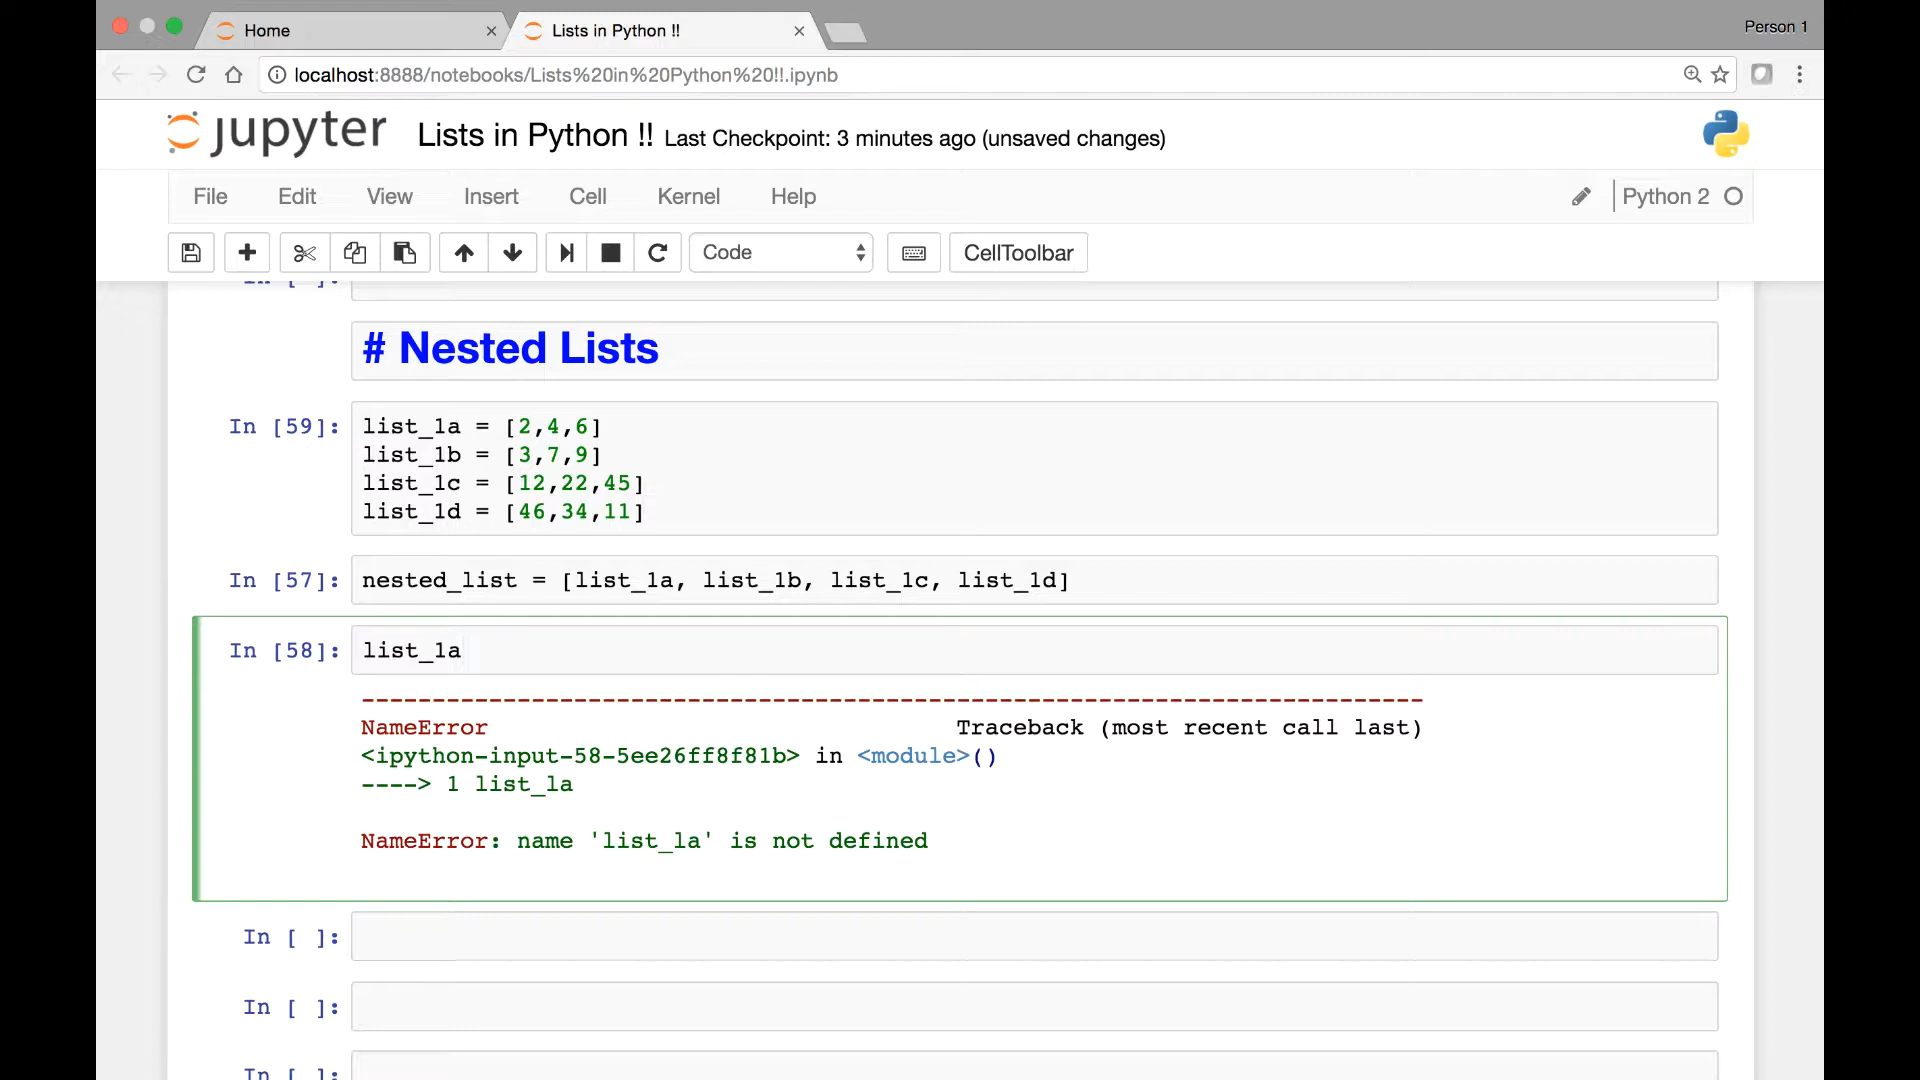 Home
Lists in Python !!
Person 1
localhost:8888/notebooks/Lists%20in%20Python%20!!.ipynb
jupyter Lists in Python !! Last Checkpoint: 3 minutes ago (unsaved changes)
File Edit View Insert Cell Kernel Help Python 2
Code CellToolbar
In [ ]:
# Nested Lists
In [59]: list_1a = [2,4,6]
list_1b = [3,7,9]
list_1c = [12,22,45]
list_1d = [46,34,11]
In [57]: nested_list = [list_1a, list_1b, list_1c, list_1d]
In [58]: list_1a
---------------------------------------------------------------------------
NameError Traceback (most recent call last)
<ipython-input-58-5ee26ff8f81b> in <module>()
----> 1 list_la
NameError: name 'list_la' is not defined
In [ ]:
In [ ]:
In [ ]: